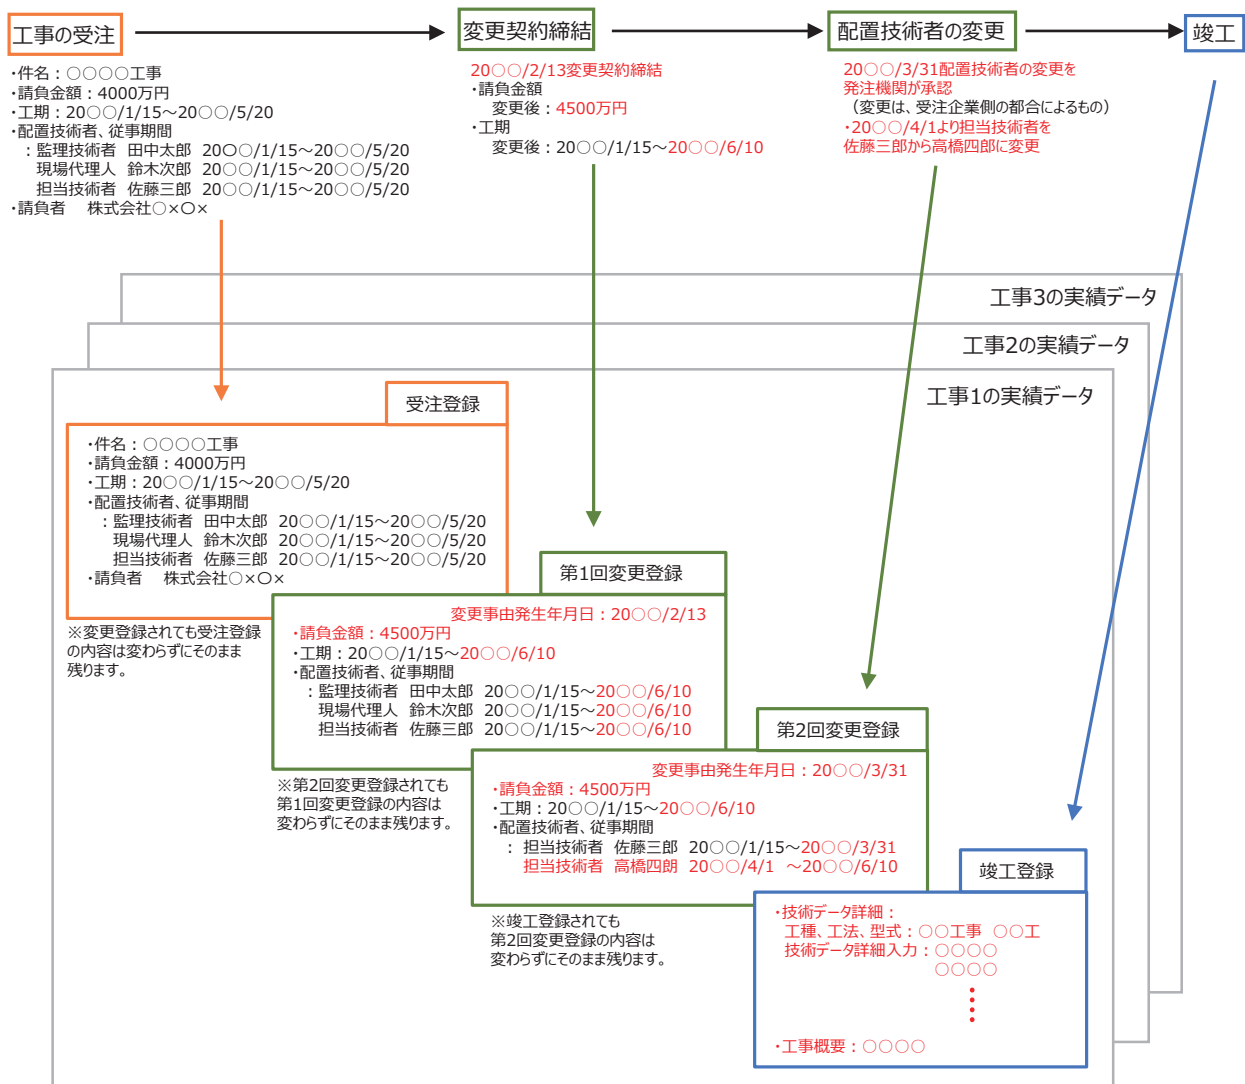 工事の受注
変更契約締結
配置技術者の変更
竣工
・件名：○○○○工事
・請負金額：4000万円
・工期：20○○/1/15～20○○/5/20
・配置技術者、従事期間
：監理技術者 田中太郎 20○○/1/15～20○○/5/20
現場代理人 鈴木次郎 20○○/1/15～20○○/5/20
担当技術者 佐藤三郎 20○○/1/15～20○○/5/20
・請負者 株式会社○×○×
20○○/2/13変更契約締結
・請負金額
変更後：4500万円
・工期
変更後：20○○/1/15～20○○/6/10
20○○/3/31配置技術者の変更を
発注機関が承認
（変更は、受注企業側の都合によるもの）
・20○○/4/1より担当技術者を
佐藤三郎から高橋四郎に変更
工事3の実績データ
工事2の実績データ
工事1の実績データ
受注登録
・件名：○○○○工事
・請負金額：4000万円
・工期：20○○/1/15～20○○/5/20
・配置技術者、従事期間
：監理技術者 田中太郎 20○○/1/15～20○○/5/20
現場代理人 鈴木次郎 20○○/1/15～20○○/5/20
担当技術者 佐藤三郎 20○○/1/15～20○○/5/20
・請負者 株式会社○×○×
※変更登録されても受注登録
の内容は変わらずにそのまま
残ります。
第1回変更登録
変更事由発生年月日：20○○/2/13
・請負金額：4500万円
・工期：20○○/1/15～20○○/6/10
・配置技術者、従事期間
：監理技術者 田中太郎 20○○/1/15～20○○/6/10
現場代理人 鈴木次郎 20○○/1/15～20○○/6/10
担当技術者 佐藤三郎 20○○/1/15～20○○/6/10
※第2回変更登録されても
第1回変更登録の内容は
変わらずにそのまま残ります。
第2回変更登録
変更事由発生年月日：20○○/3/31
・請負金額：4500万円
・工期：20○○/1/15～20○○/6/10
・配置技術者、従事期間
： 担当技術者 佐藤三郎 20○○/1/15～20○○/3/31
担当技術者 高橋四朗 20○○/4/1 ～20○○/6/10
※竣工登録されても
第2回変更登録の内容は
変わらずにそのまま残ります。
竣工登録
・技術データ詳細：
工種、工法、型式：○○工事 ○○工
技術データ詳細入力：○○○○
○○○○
・工事概要：○○○○